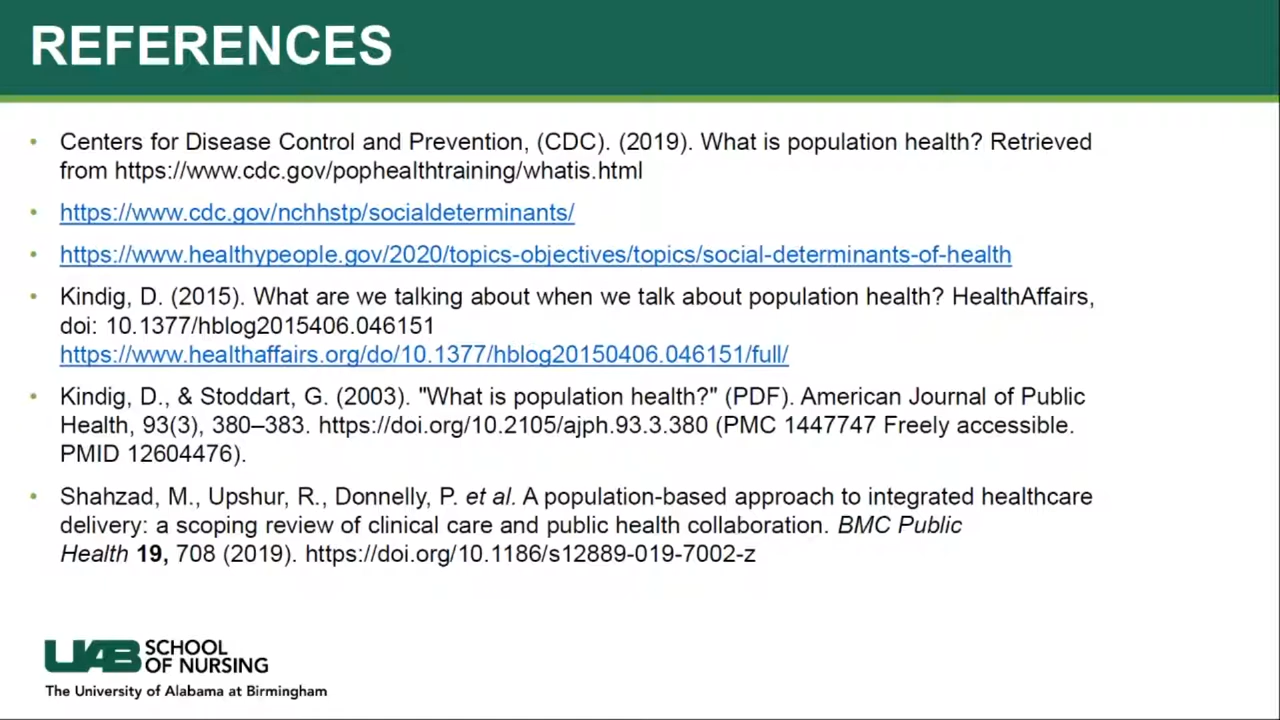 REFERENCES
• Centers for Disease Control and Prevention, (CDC). (2019). What is population health? Retrieved
from https://www.cdc.gov/pophealthtraining/whatis.html
• https://www.cdc.gov/nchhstp/socialdeterminants/
• https://www.healthypeople.gov/2020/topics-objectives/topics/social-determinants-of-health
• Kindig, D. (2015). What are we talking about when we talk about population health? HealthAffairs,
doi: 10.1377/hblog2015406.046151
https://www.healthaffairs.org/do/10.1377/hblog20150406.046151/full/
• Kindig, D., & Stoddart, G. (2003). "What is population health?" (PDF). American Journal of Public
Health, 93(3), 380–383. https://doi.org/10.2105/ajph.93.3.380 (PMC 1447747 Freely accessible.
PMID 12604476).
• Shahzad, M., Upshur, R., Donnelly, P. et al. A population-based approach to integrated healthcare
delivery: a scoping review of clinical care and public health collaboration. BMC Public
Health 19, 708 (2019). https://doi.org/10.1186/s12889-019-7002-z
UAB SCHOOL
OF NURSING
The University of Alabama at Birmingham